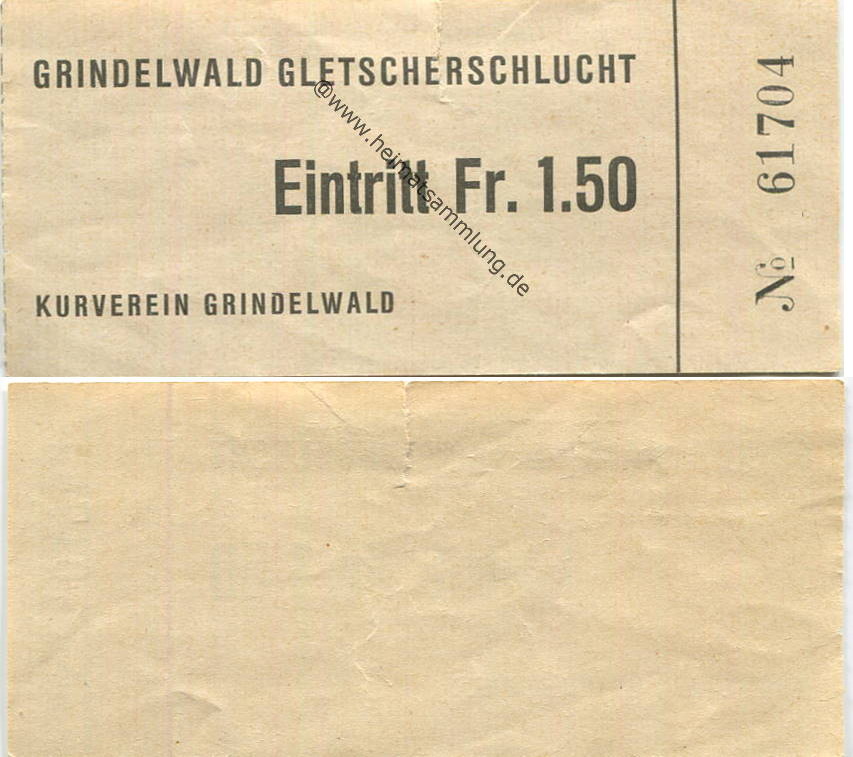 GRINDELWALD GLETSCHERSCHLUCHT
Eintritt Fr. 1.50
KURVEREIN GRINDELWALD
№ 61704
@www.heimatsammlung.de